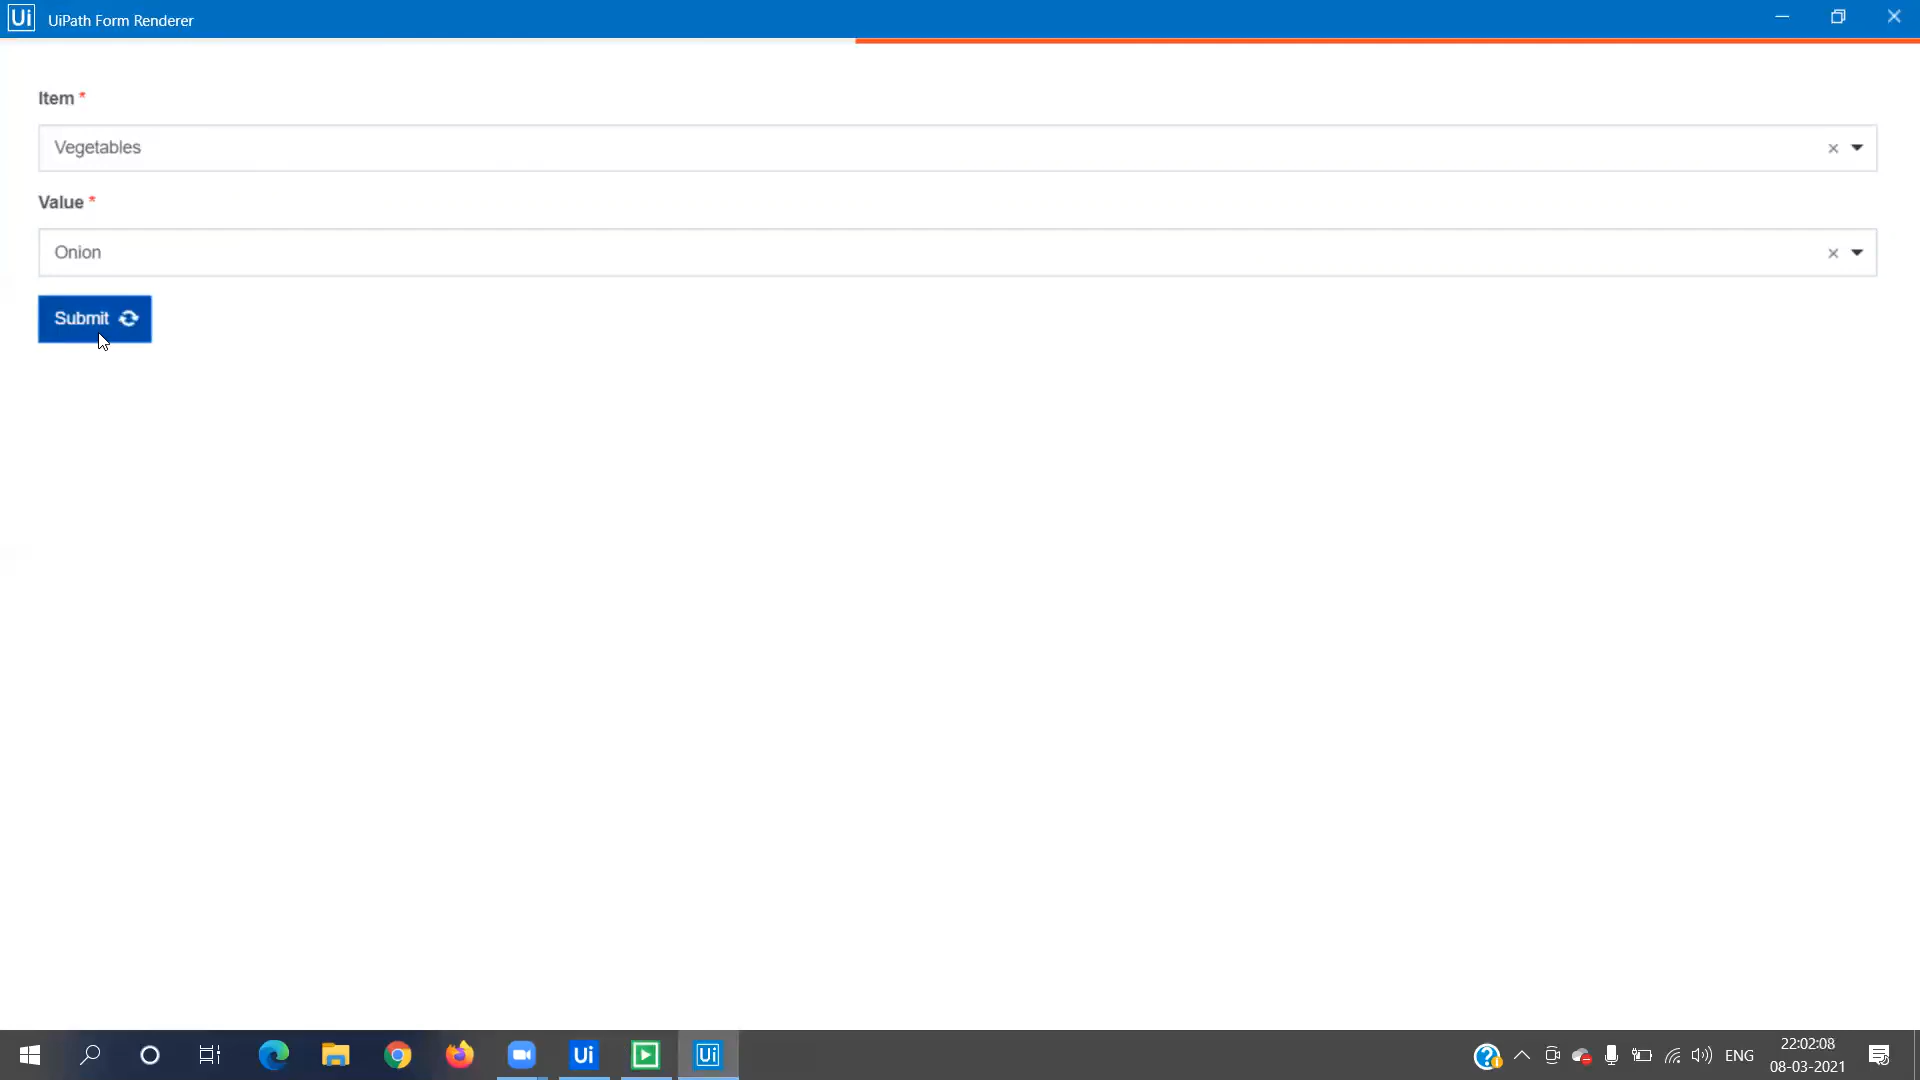 Ui UiPath Form Renderer
Item *
Vegetables
Value *
Onion
Submit
Ui
Ui
ENG
22:02:08
08-03-2021